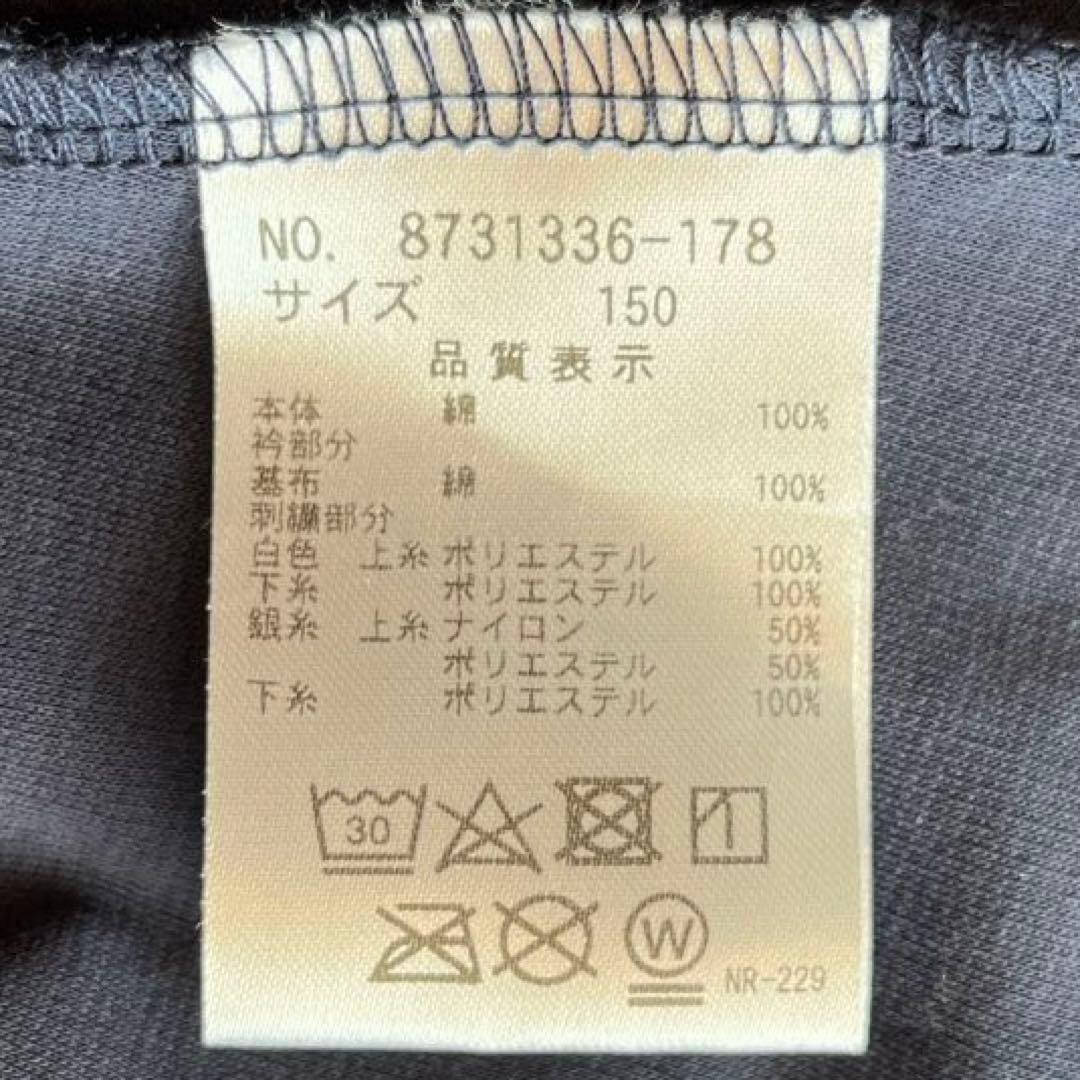 NO. 8731336-178
サイズ 150
品質表示
本体 綿 100%
衿部分
基布 綿 100%
刺繍部分
白色 上糸 ポリエステル 100%
下糸 ポリエステル 100%
銀糸 上糸 ナイロン 50%
ポリエステル 50%
下糸 ポリエステル 100%
30
W
NR-229